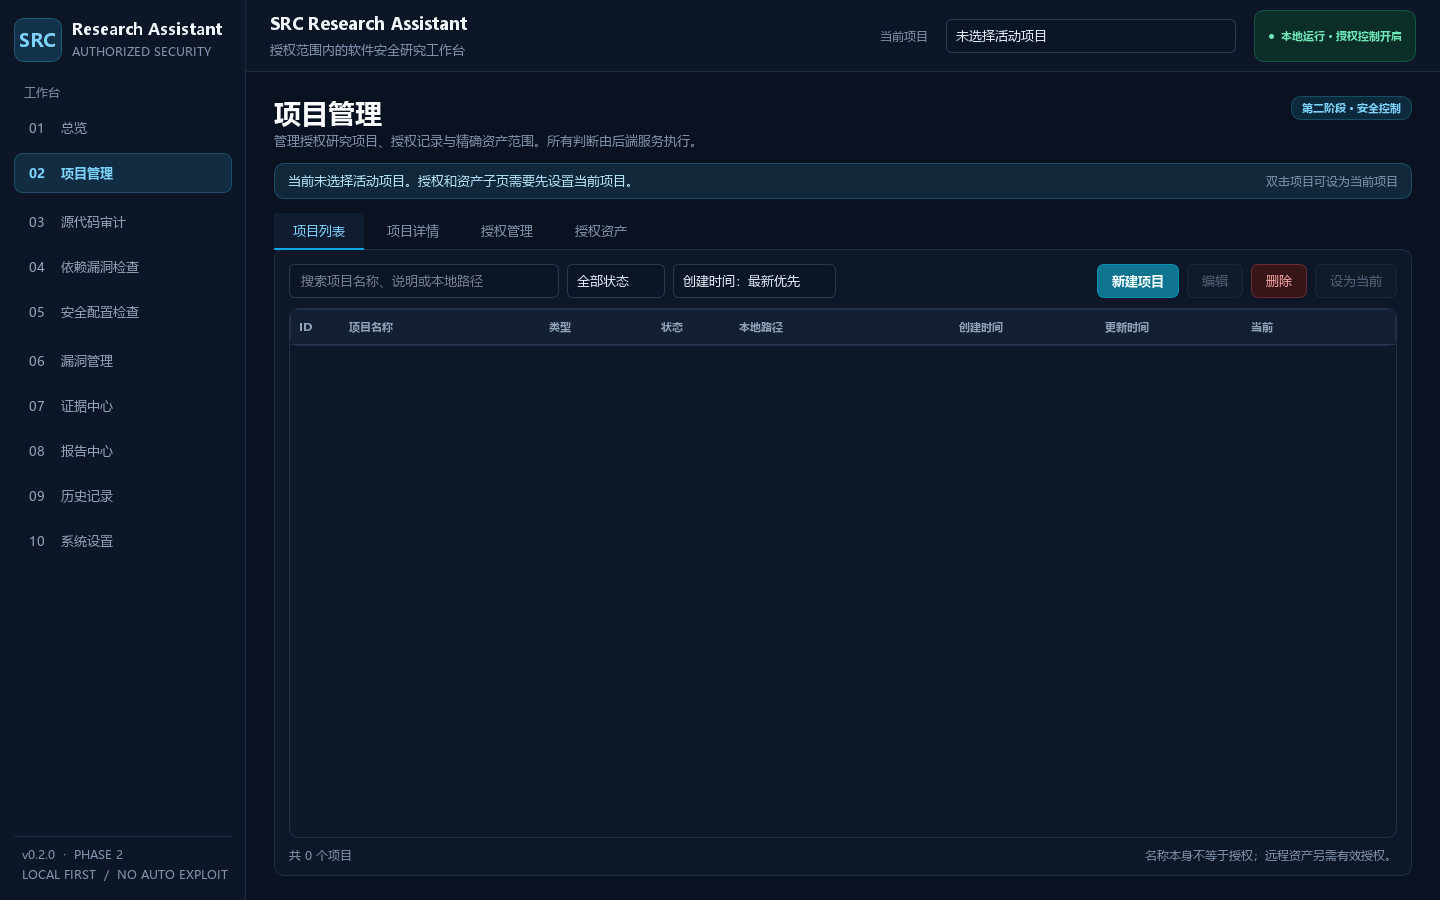 SRC
Research Assistant
AUTHORIZED SECURITY
工作台
01 总览
02 项目管理
03 源代码审计
04 依赖漏洞检查
05 安全配置检查
06 漏洞管理
07 证据中心
08 报告中心
09 历史记录
10 系统设置
v0.2.0 · PHASE 2
LOCAL FIRST / NO AUTO EXPLOIT
SRC Research Assistant
授权范围内的软件安全研究工作台
当前项目 未选择活动项目
● 本地运行 · 授权控制开启
项目管理
第二阶段 · 安全控制
管理授权研究项目、授权记录与精确资产范围。所有判断由后端服务执行。
当前未选择活动项目。授权和资产子页需要先设置当前项目。 双击项目可设为当前项目
项目列表 项目详情 授权管理 授权资产
搜索项目名称、说明或本地路径 全部状态 创建时间：最新优先 新建项目 编辑 删除 设为当前
ID 项目名称 类型 状态 本地路径 创建时间 更新时间 当前
共 0 个项目 名称本身不等于授权；远程资产另需有效授权。